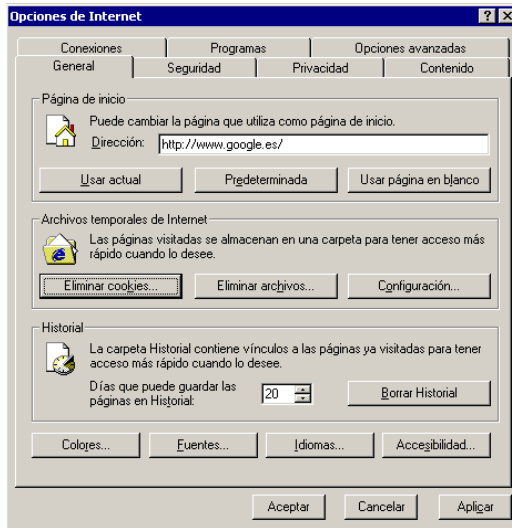 Opciones de Internet
Conexiones Programas Opciones avanzadas
General Seguridad Privacidad Contenido
Página de inicio
Puede cambiar la página que utiliza como página de inicio.
Dirección: http://www.google.es/
Usar actual Predeterminada Usar página en blanco
Archivos temporales de Internet
Las páginas visitadas se almacenan en una carpeta para tener acceso más
rápido cuando lo desee.
Eliminar cookies... Eliminar archivos... Configuración...
Historial
La carpeta Historial contiene vínculos a las páginas ya visitadas para tener
acceso más rápido cuando lo desee.
Días que puede guardar las
páginas en Historial: 20 Borrar Historial
Colores... Fuentes... Idiomas... Accesibilidad...
Aceptar Cancelar Aplicar